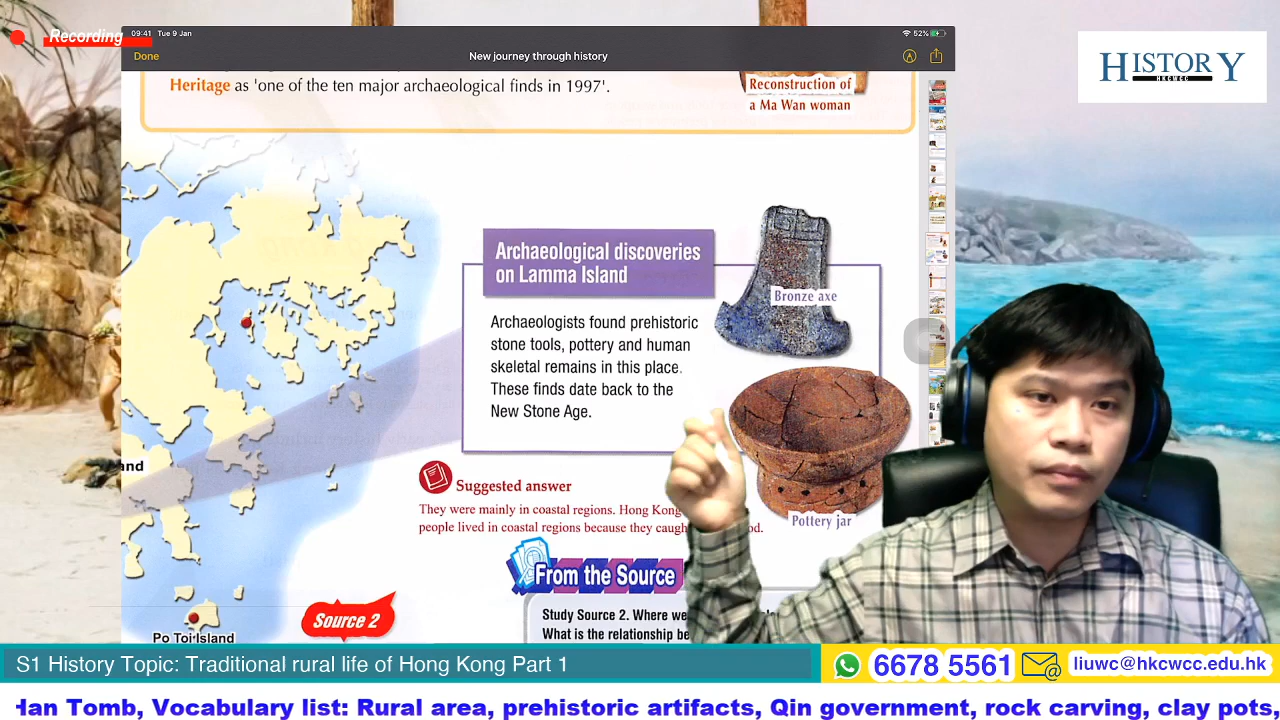 Recording
09:41 Tue 9 Jan
52%
Done
New journey through history
HISTORY
HKCWCC
Heritage as 'one of the ten major archaeological finds in 1997'.
Reconstruction of
a Ma Wan woman
Archaeological discoveries
on Lamma Island
Archaeologists found prehistoric
stone tools, pottery and human
skeletal remains in this place.
These finds date back to the
New Stone Age.
Bronze axe
Pottery jar
and
Suggested answer
They were mainly in coastal regions. Hong Kong
people lived in coastal regions because they caught
od.
From the Source
Source 2
Study Source 2. Where we
What is the relationship be
Po Toi Island
S1 History Topic: Traditional rural life of Hong Kong Part 1
6678 5561
liuwc@hkcwcc.edu.hk
Han Tomb, Vocabulary list: Rural area, prehistoric artifacts, Qin government, rock carving, clay pots,